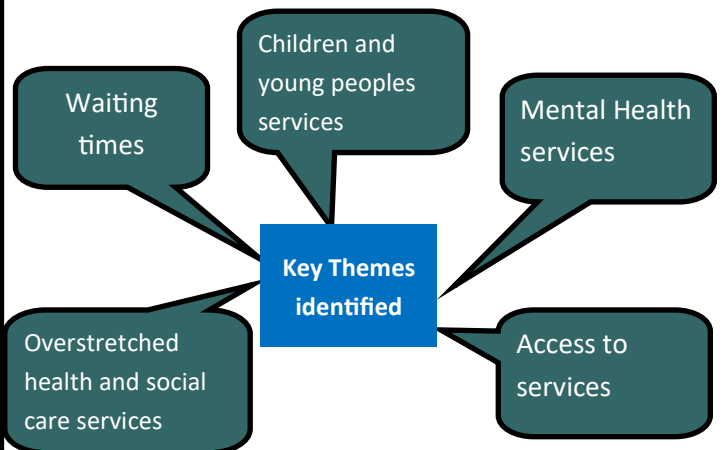 Children and
young peoples
services
Waiting
times
Mental Health
services
Key Themes
identified
Overstretched
health and social
care services
Access to
services